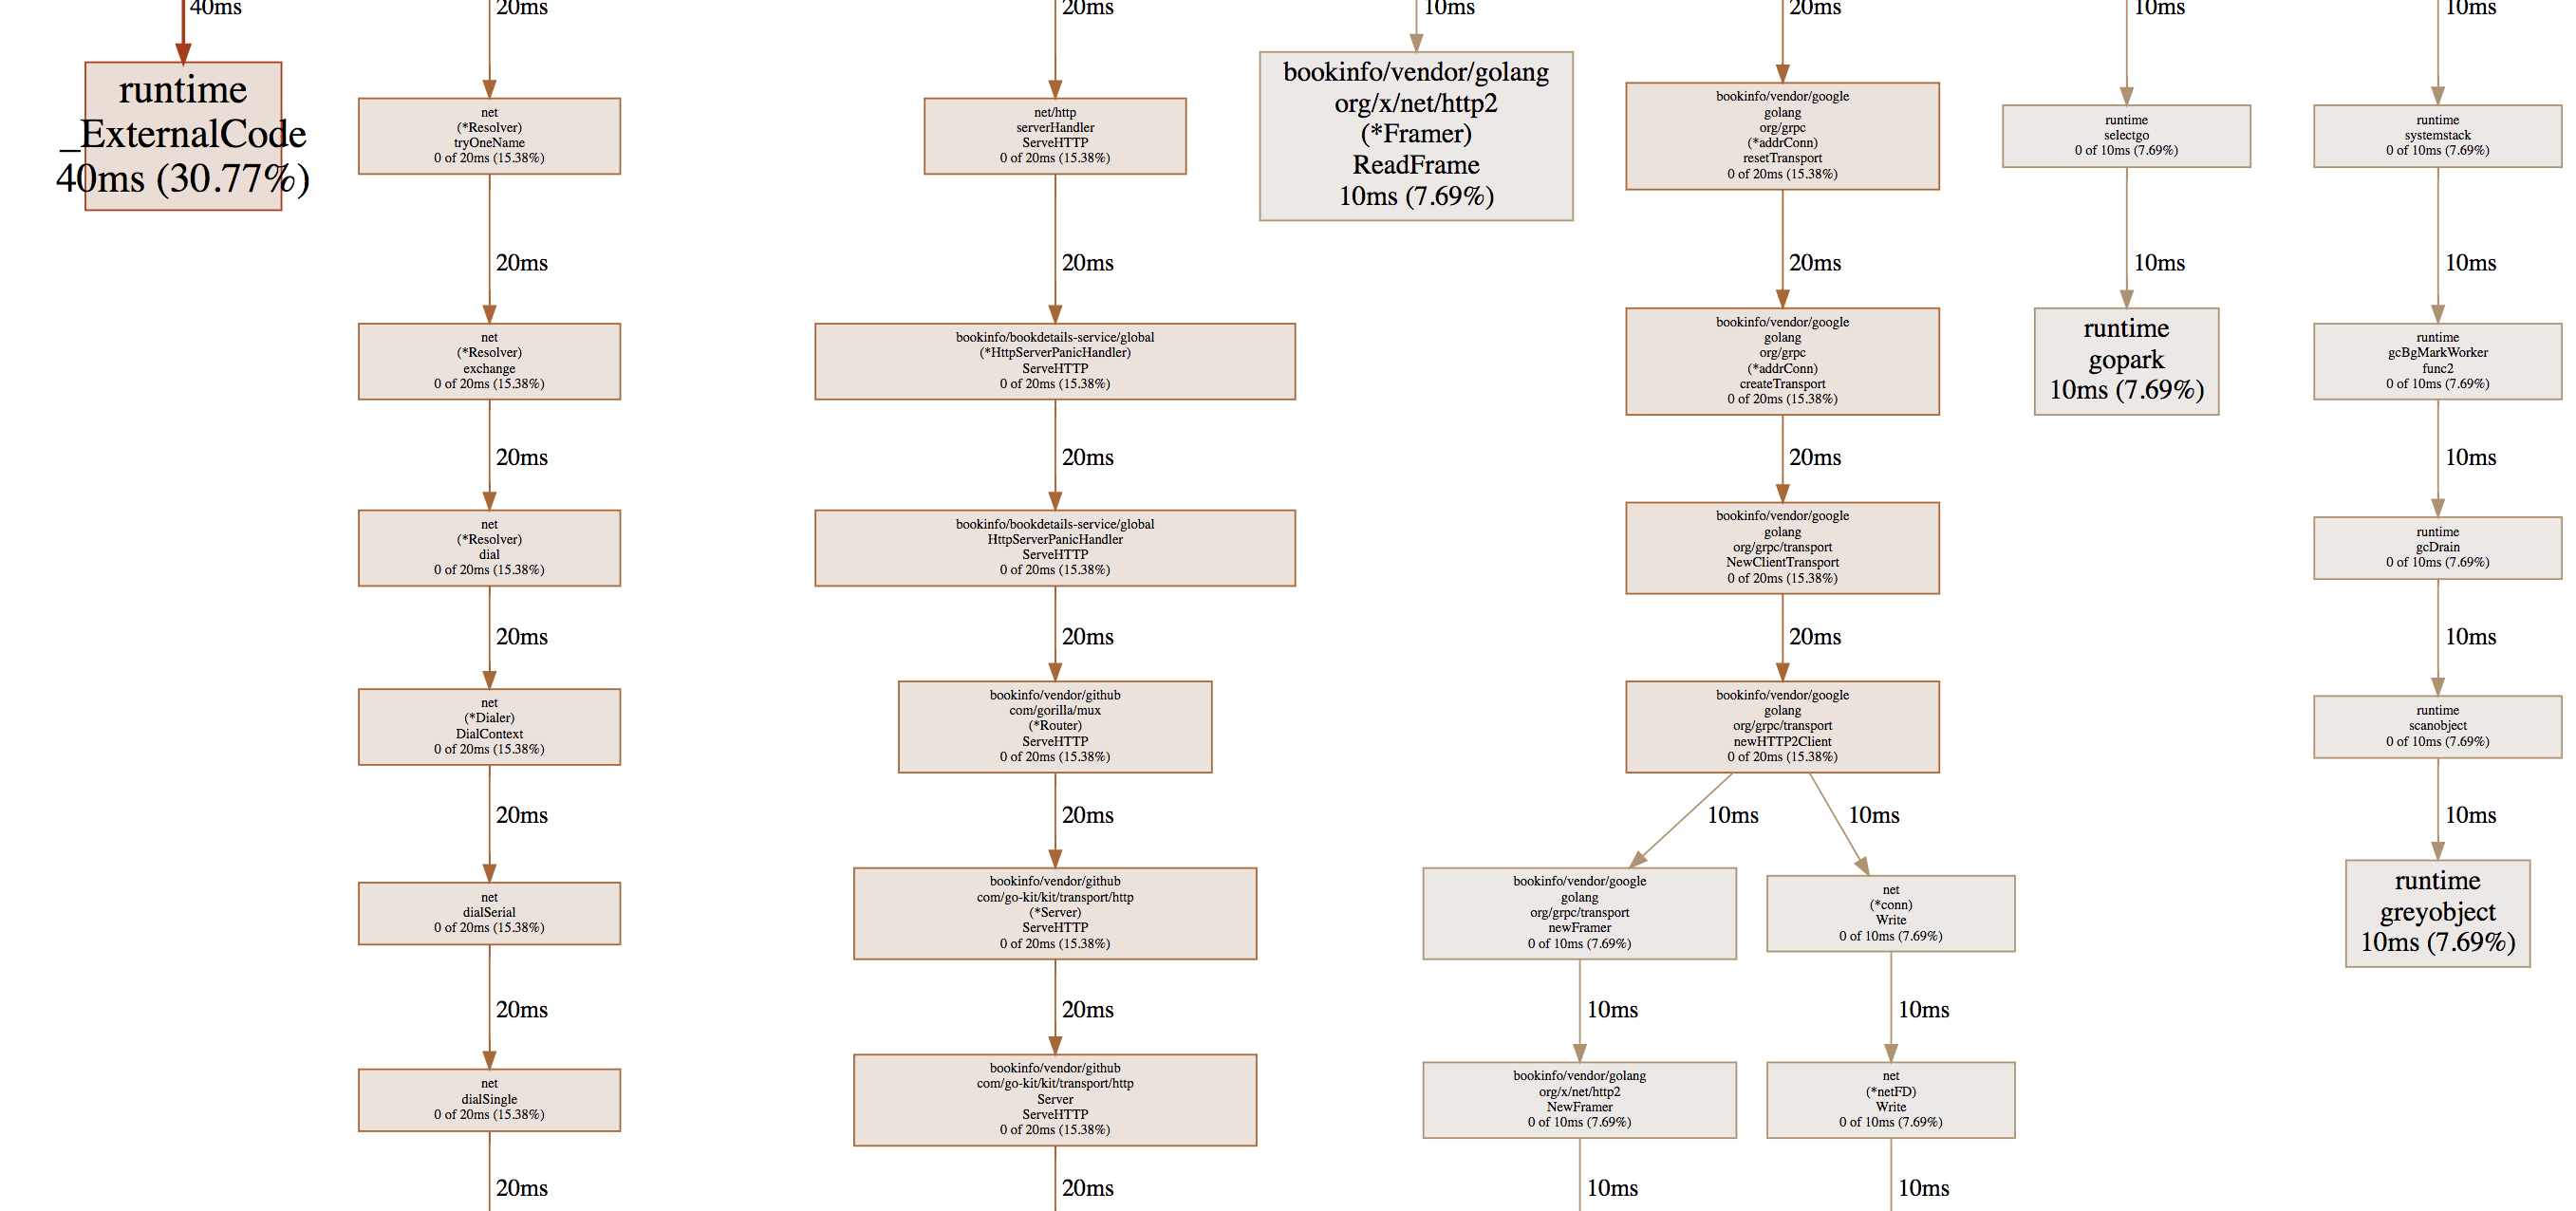 40ms
runtime
_ExternalCode
40ms (30.77%)
20ms
net
(*Resolver)
tryOneName
0 of 20ms (15.38%)
20ms
net
(*Resolver)
exchange
0 of 20ms (15.38%)
20ms
net
(*Resolver)
dial
0 of 20ms (15.38%)
20ms
net
(*Dialer)
DialContext
0 of 20ms (15.38%)
20ms
net
dialSerial
0 of 20ms (15.38%)
20ms
net
dialSingle
0 of 20ms (15.38%)
20ms
20ms
net/http
serverHandler
ServeHTTP
0 of 20ms (15.38%)
20ms
bookinfo/bookdetails-service/global
(*HttpServerPanicHandler)
ServeHTTP
0 of 20ms (15.38%)
20ms
bookinfo/bookdetails-service/global
HttpServerPanicHandler
ServeHTTP
0 of 20ms (15.38%)
20ms
bookinfo/vendor/github
com/gorilla/mux
(*Router)
ServeHTTP
0 of 20ms (15.38%)
20ms
bookinfo/vendor/github
com/go-kit/kit/transport/http
(*Server)
ServeHTTP
0 of 20ms (15.38%)
20ms
bookinfo/vendor/github
com/go-kit/kit/transport/http
Server
ServeHTTP
0 of 20ms (15.38%)
20ms
10ms
bookinfo/vendor/golang
org/x/net/http2
(*Framer)
ReadFrame
10ms (7.69%)
20ms
bookinfo/vendor/google
golang
org/grpc
(*addrConn)
resetTransport
0 of 20ms (15.38%)
20ms
bookinfo/vendor/google
golang
org/grpc
(*addrConn)
createTransport
0 of 20ms (15.38%)
20ms
bookinfo/vendor/google
golang
org/grpc/transport
NewClientTransport
0 of 20ms (15.38%)
20ms
bookinfo/vendor/google
golang
org/grpc/transport
newHTTP2Client
0 of 20ms (15.38%)
10ms
bookinfo/vendor/google
golang
org/grpc/transport
newFramer
0 of 10ms (7.69%)
10ms
bookinfo/vendor/golang
org/x/net/http2
NewFramer
0 of 10ms (7.69%)
10ms
10ms
net
(*conn)
Write
0 of 10ms (7.69%)
10ms
net
(*netFD)
Write
0 of 10ms (7.69%)
10ms
10ms
runtime
selectgo
0 of 10ms (7.69%)
10ms
runtime
gopark
10ms (7.69%)
10ms
runtime
systemstack
0 of 10ms (7.69%)
10ms
runtime
gcBgMarkWorker
func2
0 of 10ms (7.69%)
10ms
runtime
gcDrain
0 of 10ms (7.69%)
10ms
runtime
scanobject
0 of 10ms (7.69%)
10ms
runtime
greyobject
10ms (7.69%)